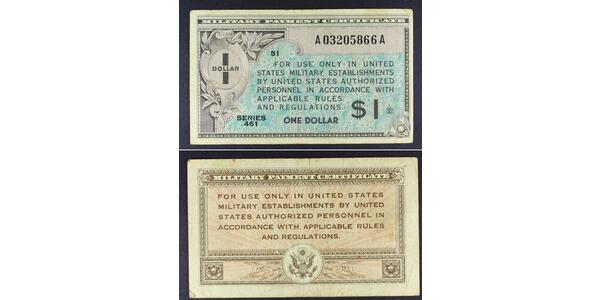 MILITARY PAYMENT CERTIFICATE
A03205866A
51
1
DOLLAR
FOR USE ONLY IN UNITED
STATES MILITARY ESTABLISHMENTS
BY UNITED STATES AUTHORIZED
PERSONNEL IN ACCORDANCE WITH
APPLICABLE RULES
AND REGULATIONS.
SERIES
461
ONE DOLLAR
$1
MILITARY PAYMENT CERTIFICATE
FOR USE ONLY IN UNITED STATES
MILITARY ESTABLISHMENTS BY UNITED
STATES AUTHORIZED PERSONNEL IN
ACCORDANCE WITH APPLICABLE RULES
AND REGULATIONS.